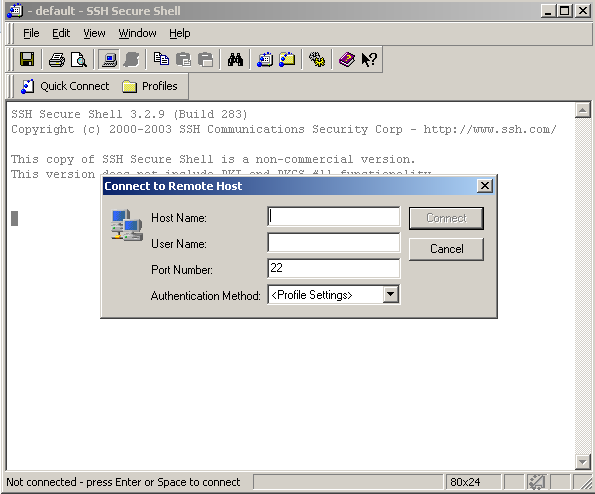 - default - SSH Secure Shell
File Edit View Window Help
Quick Connect Profiles
SSH Secure Shell 3.2.9 (Build 283)
Copyright (c) 2000-2003 SSH Communications Security Corp - http://www.ssh.com/
This copy of SSH Secure Shell is a non-commercial version.
This version does not include PKI and PKCS #11 functionality.
Connect to Remote Host
Host Name:
Connect
User Name:
Cancel
Port Number: 22
Authentication Method: <Profile Settings>
Not connected - press Enter or Space to connect 80x24